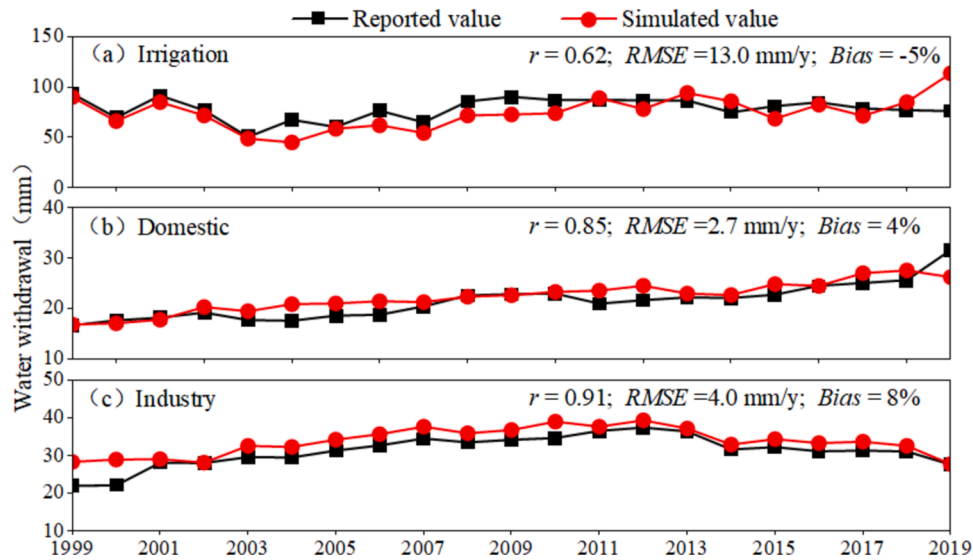 Reported value Simulated value
Water withdrawal（mm）
150
（a）Irrigation r = 0.62; RMSE =13.0 mm/y; Bias = -5%
100
50
0
40
（b）Domestic r = 0.85; RMSE =2.7 mm/y; Bias = 4%
30
20
10
50
（c）Industry r = 0.91; RMSE =4.0 mm/y; Bias = 8%
40
30
20
10
1999 2001 2003 2005 2007 2009 2011 2013 2015 2017 2019